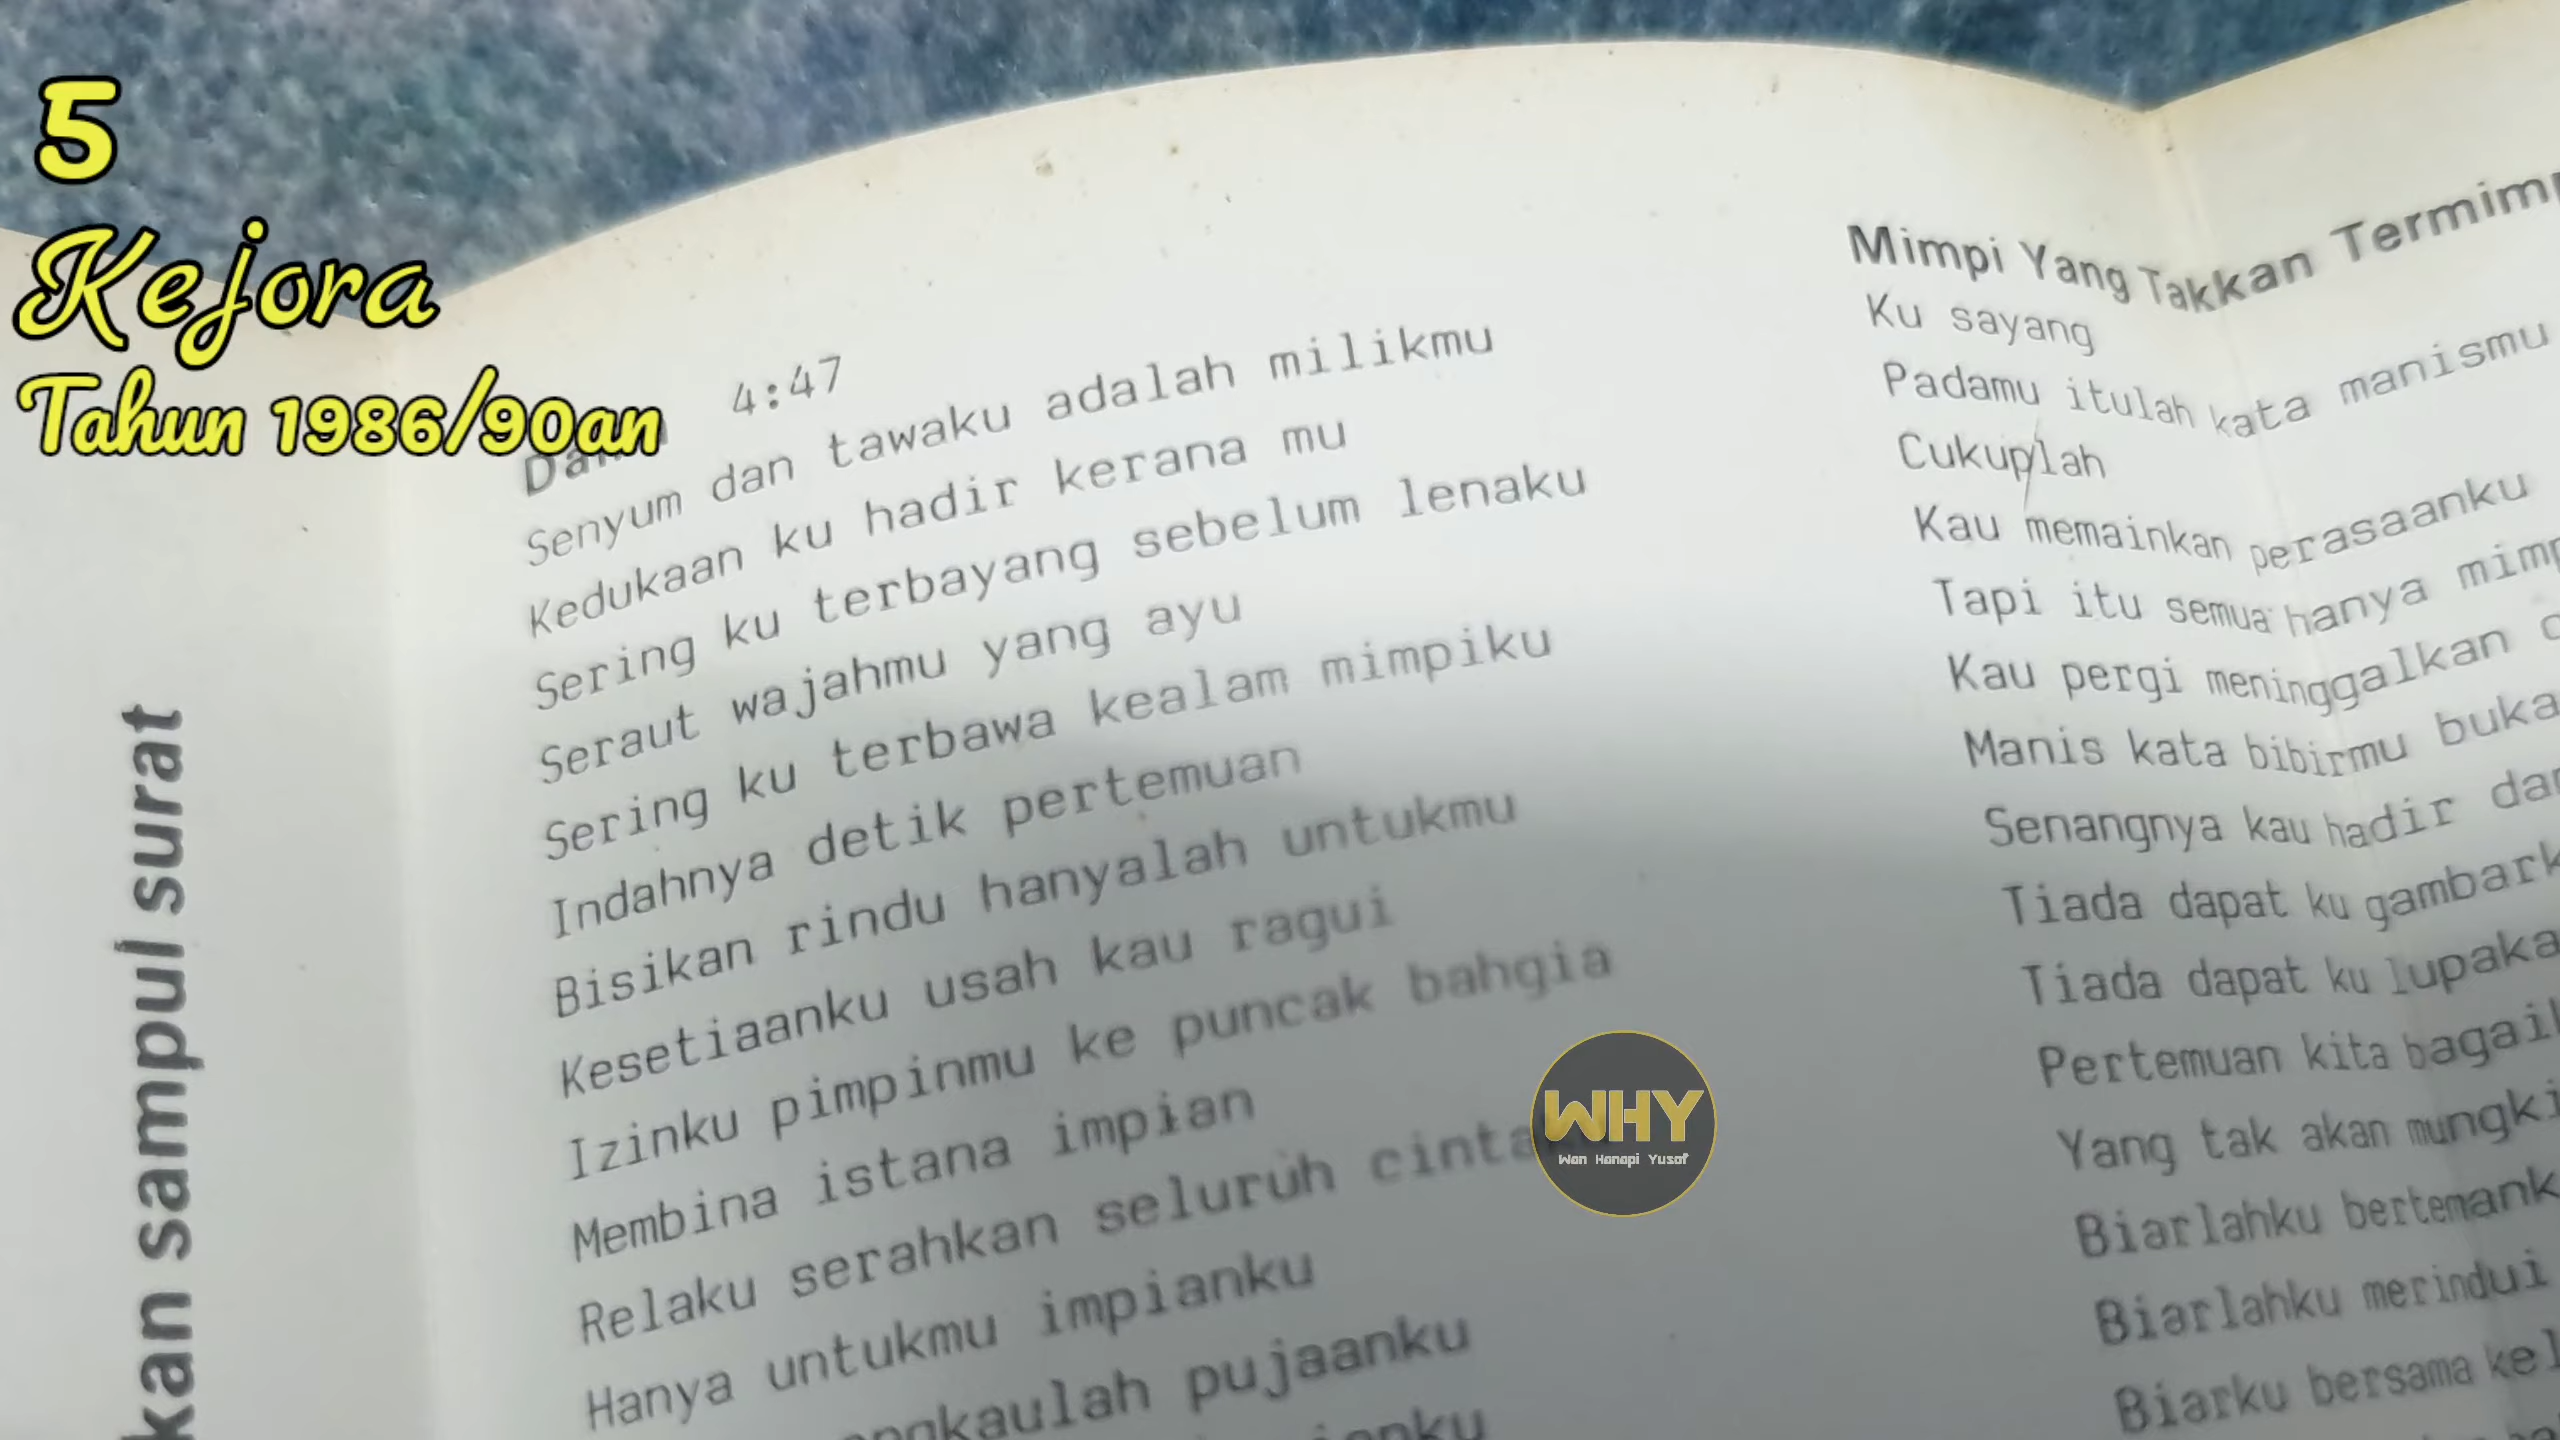 5
Kejora
Tahun 1986/90an
kan sampul surat
4:47
Senyum dan tawaku adalah milikmu
Kedukaan ku hadir kerana mu
Sering ku terbayang sebelum lenaku
Seraut wajahmu yang ayu
Sering ku terbawa kealam mimpiku
Indahnya detik pertemuan
Bisikan rindu hanyalah untukmu
Kesetiaanku usah kau ragui
Izinku pimpinmu ke puncak bahgia
Membina istana impian
Relaku serahkan seluruh
Hanya untukmu impianku
pujaanku
Mimpi Yang Takkan
Ku sayang
Padamu itulah kata manismu
Cukuplah
Kau memainkan perasaanku
Tapi itu semua hanya
Kau pergi meninggalkan
Manis kata bibirmu
Senangnya kau hadir
Tiada dapat ku
Tiada dapat ku
Pertemuan kita
Yang tak akan
Biarlahku
Biarlahku merindui
Biarku bersama
WHY
Wan Hanapi Yusof